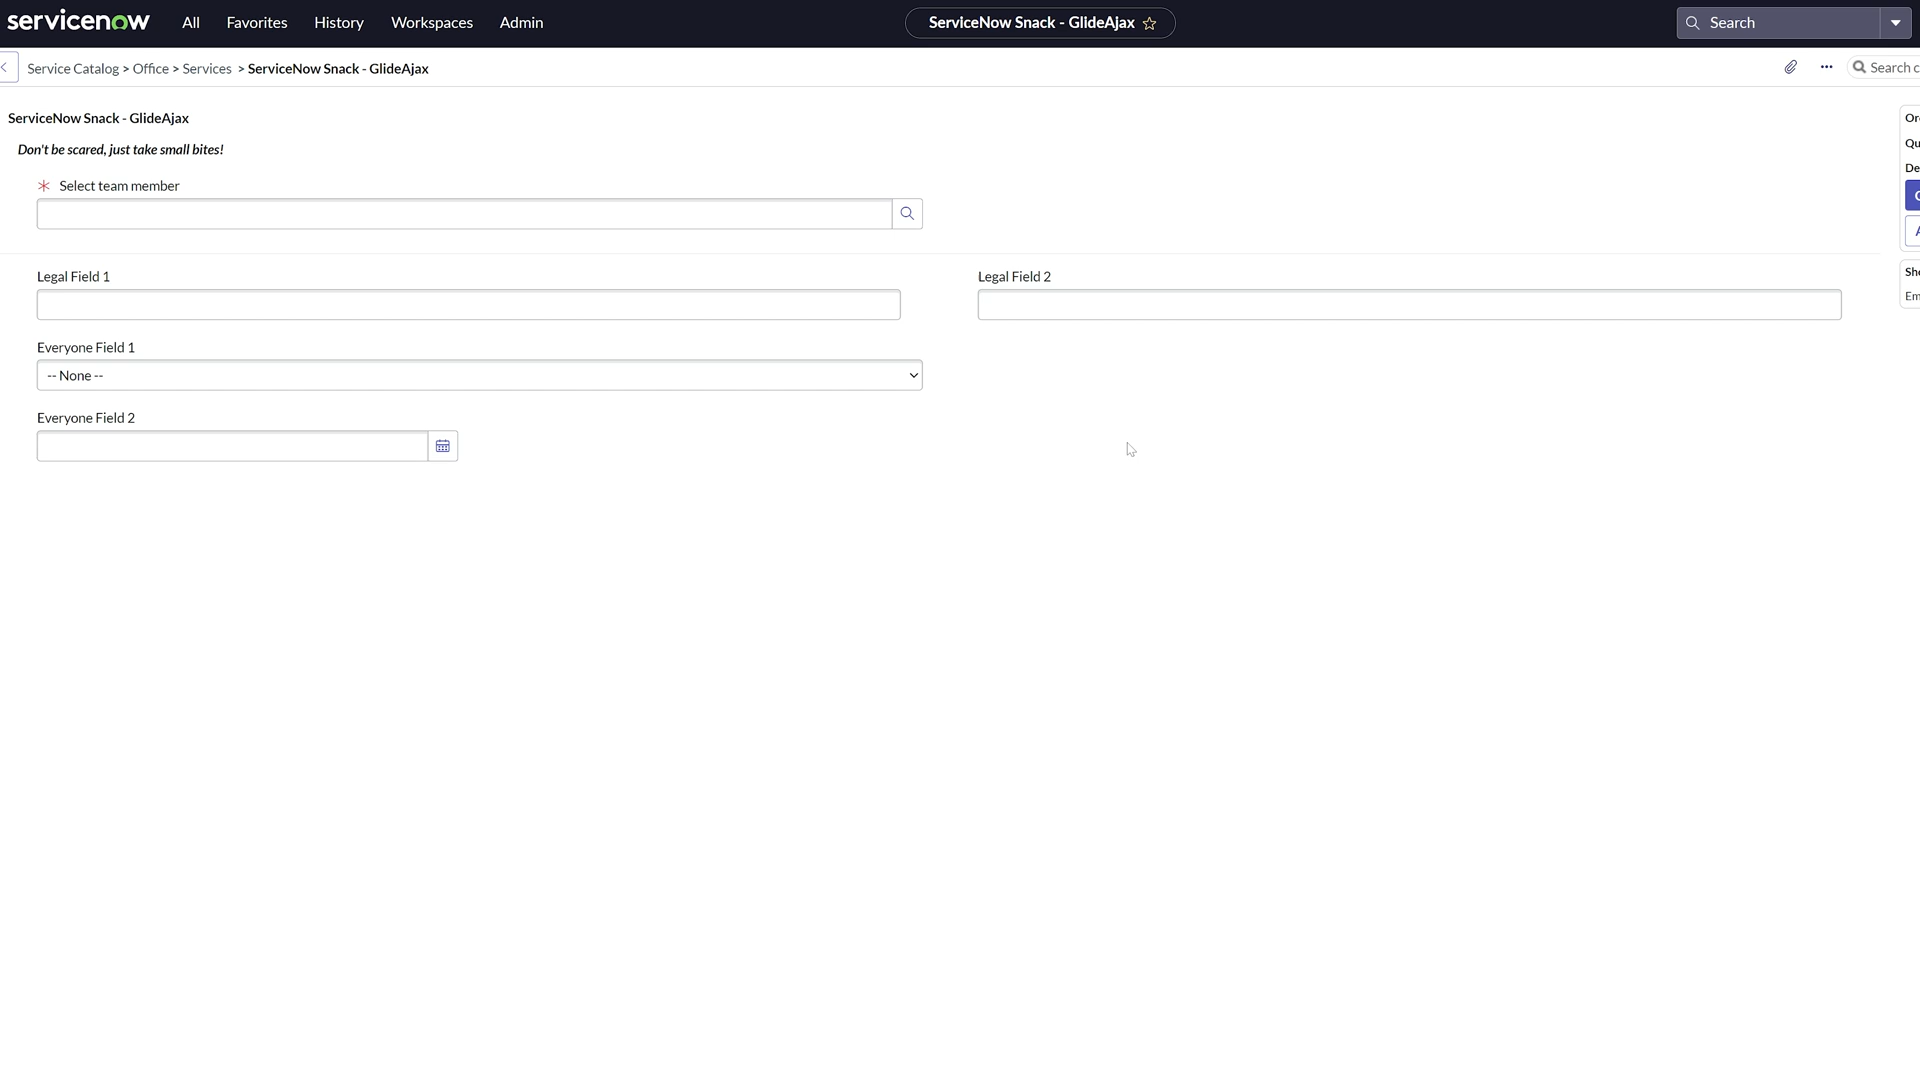 servicenow All Favorites History Workspaces Admin ServiceNow Snack - GlideAjax Search
Service Catalog > Office > Services > ServiceNow Snack - GlideAjax Search
ServiceNow Snack - GlideAjax
Don't be scared, just take small bites!
Select team member
Legal Field 1 Legal Field 2
Everyone Field 1
-- None --
Everyone Field 2